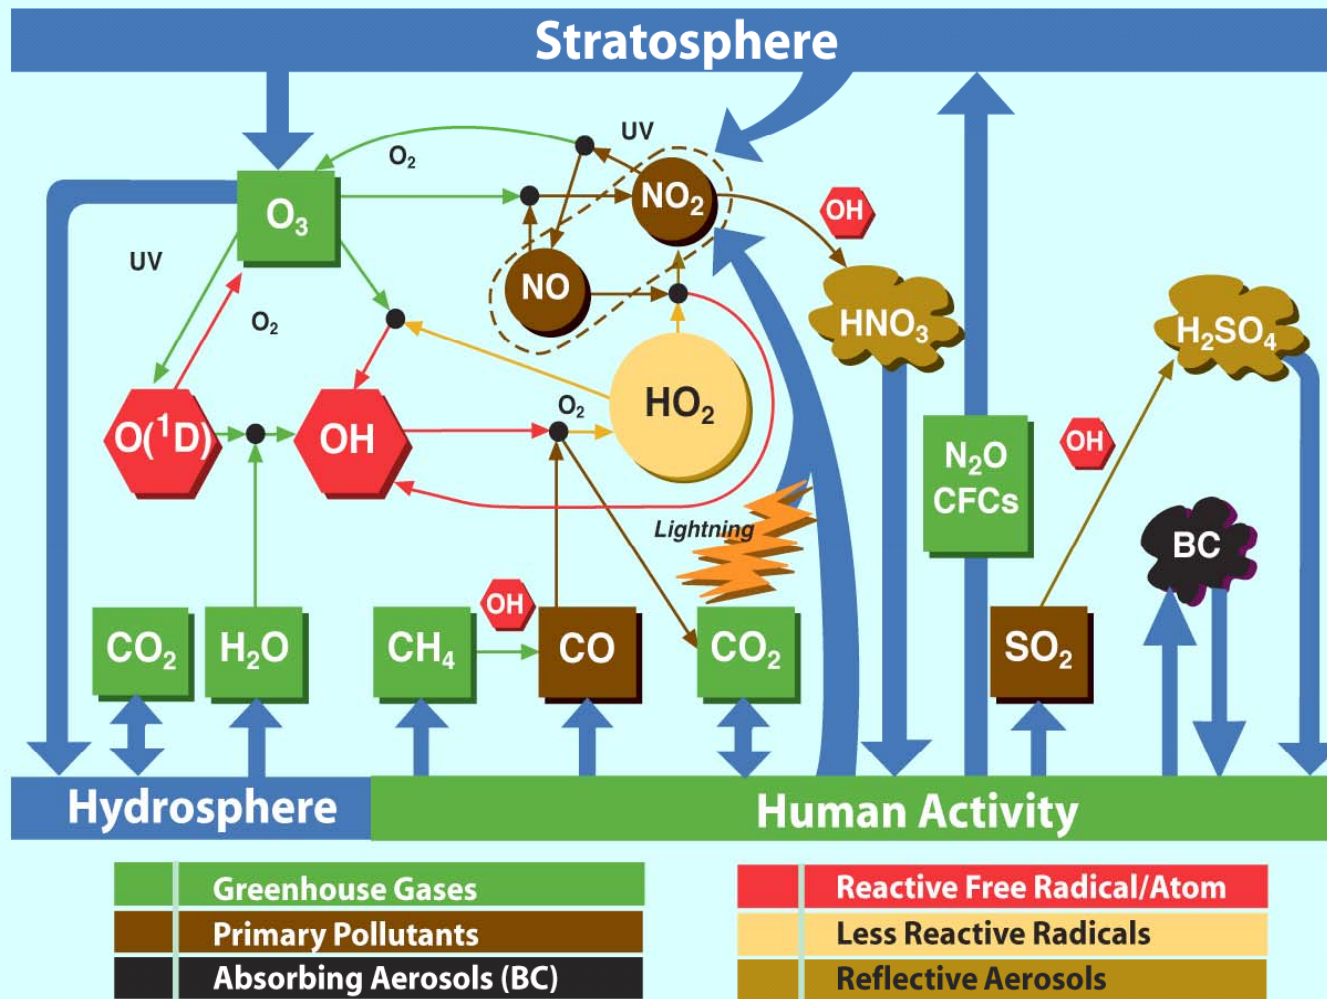 Stratosphere
UV
O₂
NO₂
OH
O₃
UV
NO
HNO₃
H₂SO₄
O₂
HO₂
O₂
O(¹D)
OH
OH
N₂O
CFCs
Lightning
BC
OH
CO₂
H₂O
CH₄
CO
CO₂
SO₂
Hydrosphere
Human Activity
Greenhouse Gases
Primary Pollutants
Absorbing Aerosols (BC)
Reactive Free Radical/Atom
Less Reactive Radicals
Reflective Aerosols